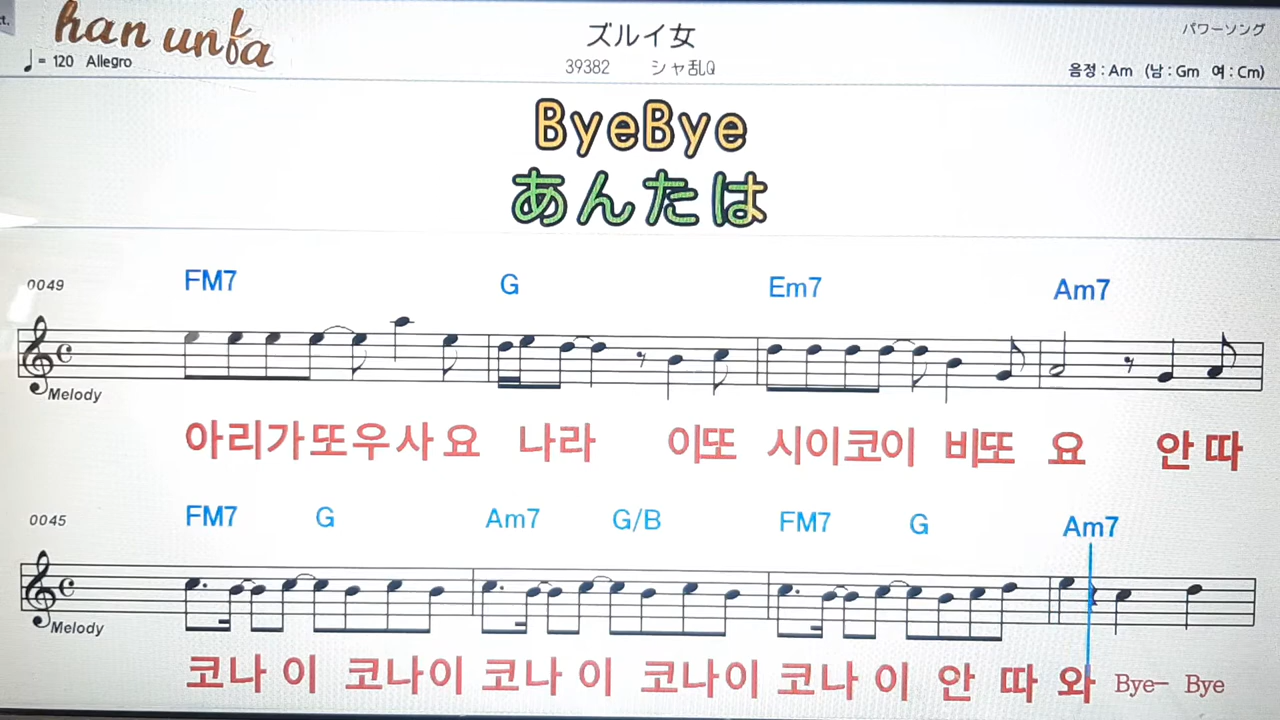 ct.
han unfa
ズルイ女
パワーソング
♩= 120 Allegro
39382 シャ乱Q
음정 : Am (남 : Gm 여 : Cm)
ByeBye
あんたは
0049
FM7 G Em7 Am7
Melody
아리가또우사요 나라 이또 시이코이 비또 요 안따
0045
FM7 G Am7 G/B FM7 G Am7
Melody
코나 이 코나이 코나 이 코나이 코나 이 안 따 와 Bye- Bye